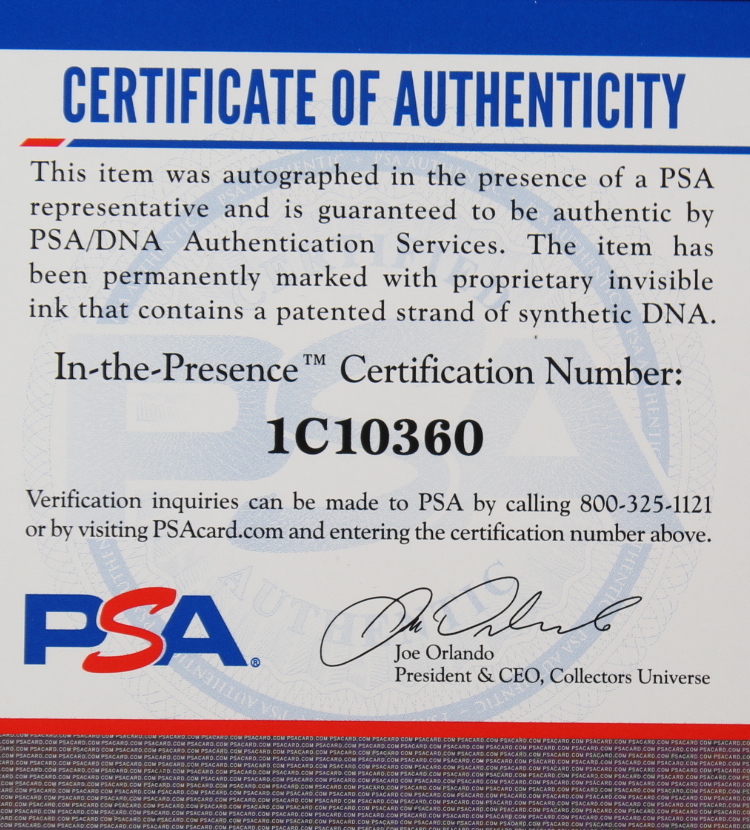 CERTIFICATE OF AUTHENTICITY
This item was autographed in the presence of a PSA
representative and is guaranteed to be authentic by
PSA/DNA Authentication Services. The item has
been permanently marked with proprietary invisible
ink that contains a patented strand of synthetic DNA.
In-the-Presence™ Certification Number:
1C10360
Verification inquiries can be made to PSA by calling 800-325-1121
or by visiting PSAcard.com and entering the certification number above.
PSA®
Joe Orlando
President & CEO, Collectors Universe